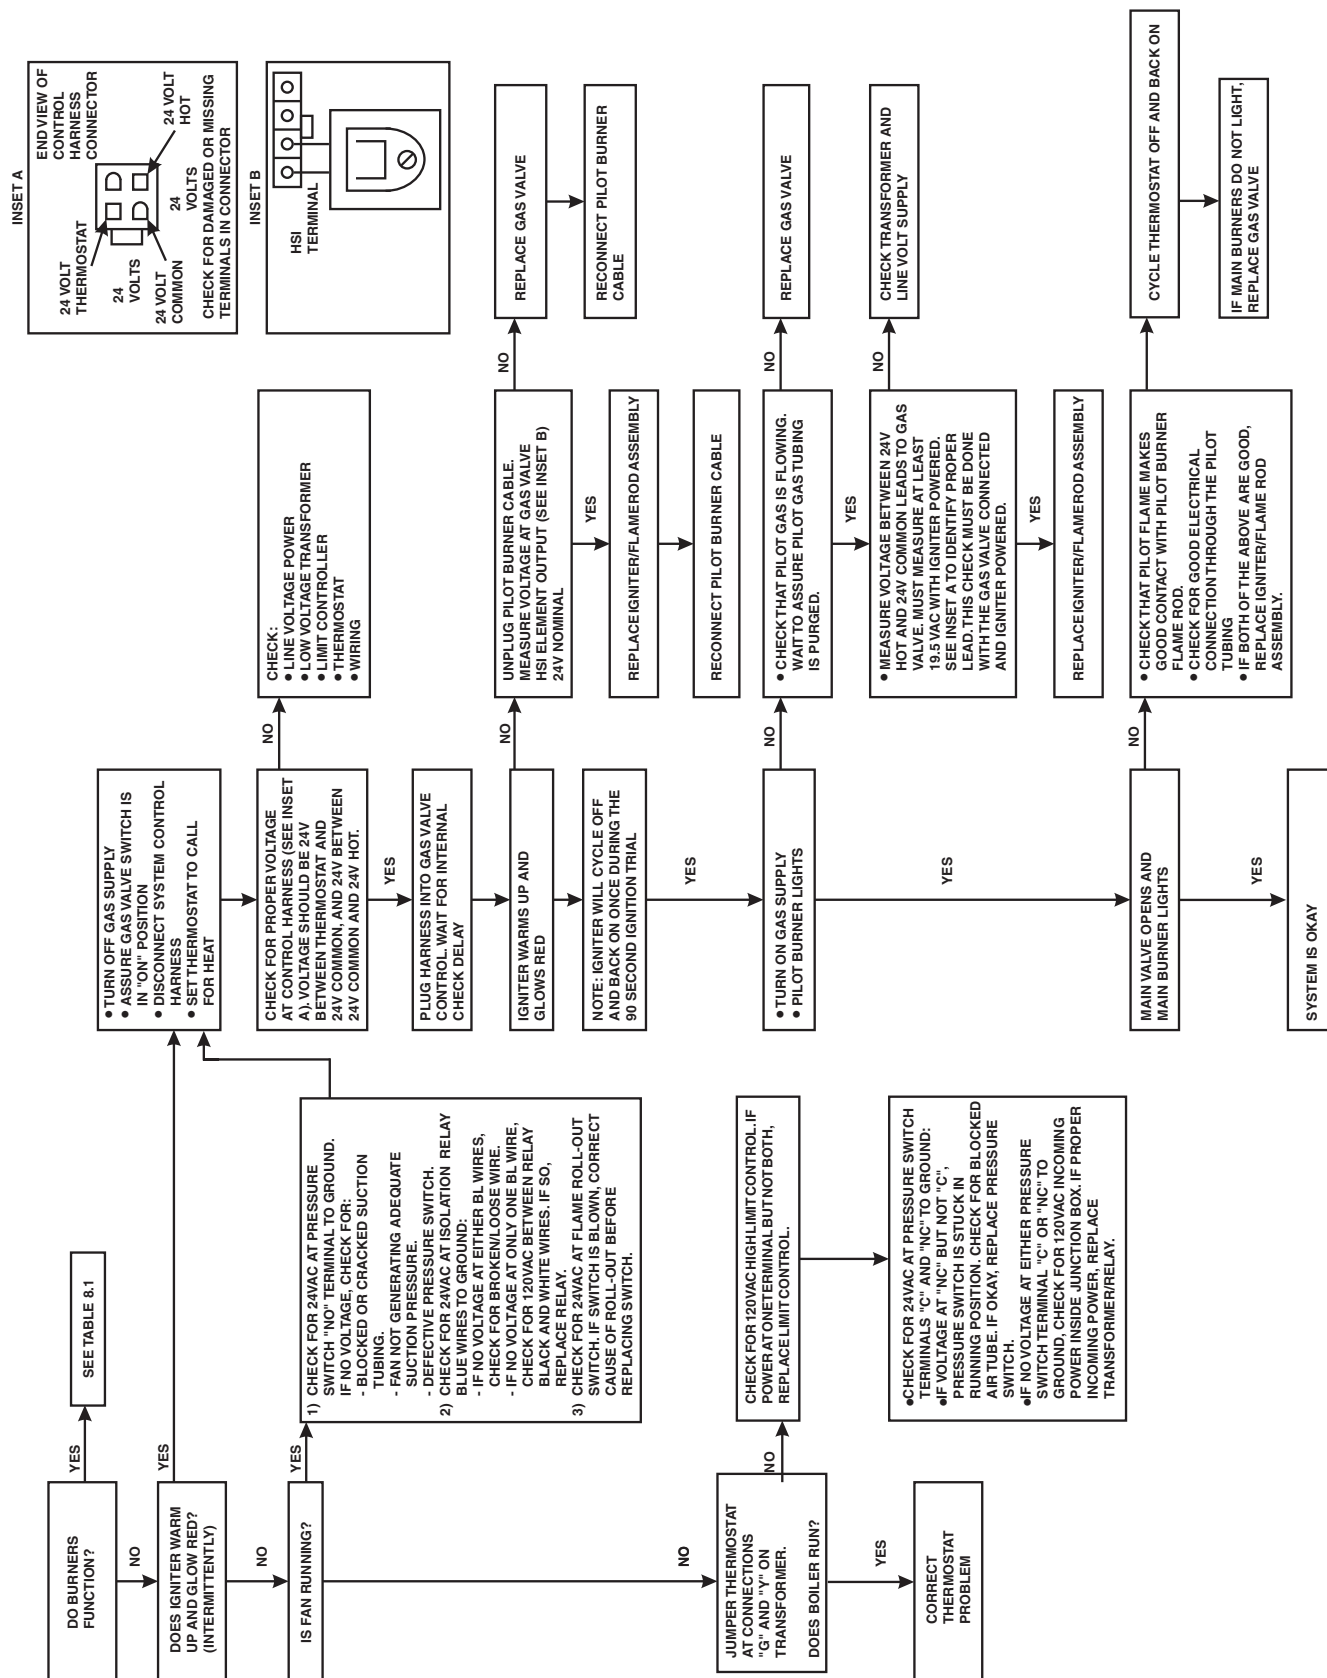 DO BURNERS
FUNCTION?
YES
SEE TABLE 8.1
NO
DOES IGNITER WARM
UP AND GLOW RED?
(INTERMITTENTLY)
YES
NO
IS FAN RUNNING?
YES
1) CHECK FOR 24VAC AT PRESSURE
SWITCH "NO" TERMINAL TO GROUND.
IF NO VOLTAGE, CHECK FOR:
- BLOCKED OR CRACKED SUCTION
TUBING.
- FAN NOT GENERATING ADEQUATE
SUCTION PRESSURE.
- DEFECTIVE PRESSURE SWITCH.
2) CHECK FOR 24VAC AT ISOLATION RELAY
BLUE WIRES TO GROUND:
- IF NO VOLTAGE AT EITHER BL WIRES,
CHECK FOR BROKEN/LOOSE WIRE.
- IF NO VOLTAGE AT ONLY ONE BL WIRE,
CHECK FOR 120VAC BETWEEN RELAY
BLACK AND WHITE WIRES. IF SO,
REPLACE RELAY.
3) CHECK FOR 24VAC AT FLAME ROLL-OUT
SWITCH. IF SWITCH IS BLOWN, CORRECT
CAUSE OF ROLL-OUT BEFORE
REPLACING SWITCH.
NO
JUMPER THERMOSTAT
AT CONNECTIONS
"G" AND "Y" ON
TRANSFORMER.
DOES BOILER RUN?
NO
CHECK FOR 120VAC HIGH LIMIT CONTROL. IF
POWER AT ONE TERMINAL BUT NOT BOTH,
REPLACE LIMIT CONTROL.
●CHECK FOR 24VAC AT PRESSURE SWITCH
TERMINALS "C" AND "NC" TO GROUND:
●IF VOLTAGE AT "NC" BUT NOT "C",
PRESSURE SWITCH IS STUCK IN
RUNNING POSITION. CHECK FOR BLOCKED
AIR TUBE. IF OKAY, REPLACE PRESSURE
SWITCH.
●IF NO VOLTAGE AT EITHER PRESSURE
SWITCH TERMINAL "C" OR "NC" TO
GROUND, CHECK FOR 120VAC INCOMING
POWER INSIDE JUNCTION BOX. IF PROPER
INCOMING POWER, REPLACE
TRANSFORMER/RELAY.
YES
CORRECT
THERMOSTAT
PROBLEM
● TURN OFF GAS SUPPLY
● ASSURE GAS VALVE SWITCH IS
IN "ON" POSITION
● DISCONNECT SYSTEM CONTROL
HARNESS
● SET THERMOSTAT TO CALL
FOR HEAT
CHECK FOR PROPER VOLTAGE
AT CONTROL HARNESS (SEE INSET
A). VOLTAGE SHOULD BE 24V
BETWEEN THERMOSTAT AND
24V COMMON, AND 24V BETWEEN
24V COMMON AND 24V HOT.
NO
CHECK:
● LINE VOLTAGE POWER
● LOW VOLTAGE TRANSFORMER
● LIMIT CONTROLLER
● THERMOSTAT
● WIRING
YES
PLUG HARNESS INTO GAS VALVE
CONTROL. WAIT FOR INTERNAL
CHECK DELAY
IGNITER WARMS UP AND
GLOWS RED
NO
UNPLUG PILOT BURNER CABLE.
MEASURE VOLTAGE AT GAS VALVE
HSI ELEMENT OUTPUT (SEE INSET B)
24V NOMINAL
NO
REPLACE GAS VALVE
RECONNECT PILOT BURNER
CABLE
YES
REPLACE IGNITER/FLAME ROD ASSEMBLY
RECONNECT PILOT BURNER CABLE
NOTE: IGNITER WILL CYCLE OFF
AND BACK ON ONCE DURING THE
90 SECOND IGNITION TRIAL
YES
● TURN ON GAS SUPPLY
● PILOT BURNER LIGHTS
NO
● CHECK THAT PILOT GAS IS FLOWING.
WAIT TO ASSURE PILOT GAS TUBING
IS PURGED.
NO
REPLACE GAS VALVE
YES
● MEASURE VOLTAGE BETWEEN 24V
HOT AND 24V COMMON LEADS TO GAS
VALVE. MUST MEASURE AT LEAST
19.5 VAC WITH IGNITER POWERED.
SEE INSET A TO IDENTIFY PROPER
LEAD. THIS CHECK MUST BE DONE
WITH THE GAS VALVE CONNECTED
AND IGNITER POWERED.
NO
CHECK TRANSFORMER AND
LINE VOLT SUPPLY
YES
REPLACE IGNITER/FLAME ROD ASSEMBLY
YES
MAIN VALVE OPENS AND
MAIN BURNER LIGHTS
NO
● CHECK THAT PILOT FLAME MAKES
GOOD CONTACT WITH PILOT BURNER
FLAME ROD.
● CHECK FOR GOOD ELECTRICAL
CONNECTION THROUGH THE PILOT
TUBING
● IF BOTH OF THE ABOVE ARE GOOD,
REPLACE IGNITER/FLAME ROD
ASSEMBLY.
CYCLE THERMOSTAT OFF AND BACK ON
IF MAIN BURNERS DO NOT LIGHT,
REPLACE GAS VALVE
YES
SYSTEM IS OKAY
INSET A
END VIEW OF
CONTROL
HARNESS
CONNECTOR
24 VOLT
THERMOSTAT
24 VOLT
HOT
24
VOLTS
24
VOLTS
24 VOLT
COMMON
CHECK FOR DAMAGED OR MISSING
TERMINALS IN CONNECTOR
INSET B
HSI
TERMINAL